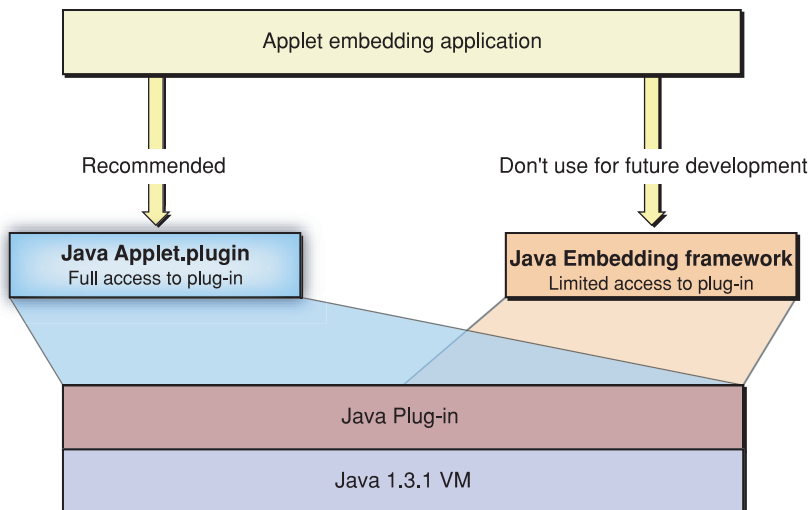 Applet embedding application
Recommended
Don't use for future development
Java Applet.plugin
Full access to plug-in
Java Embedding framework
Limited access to plug-in
Java Plug-in
Java 1.3.1 VM